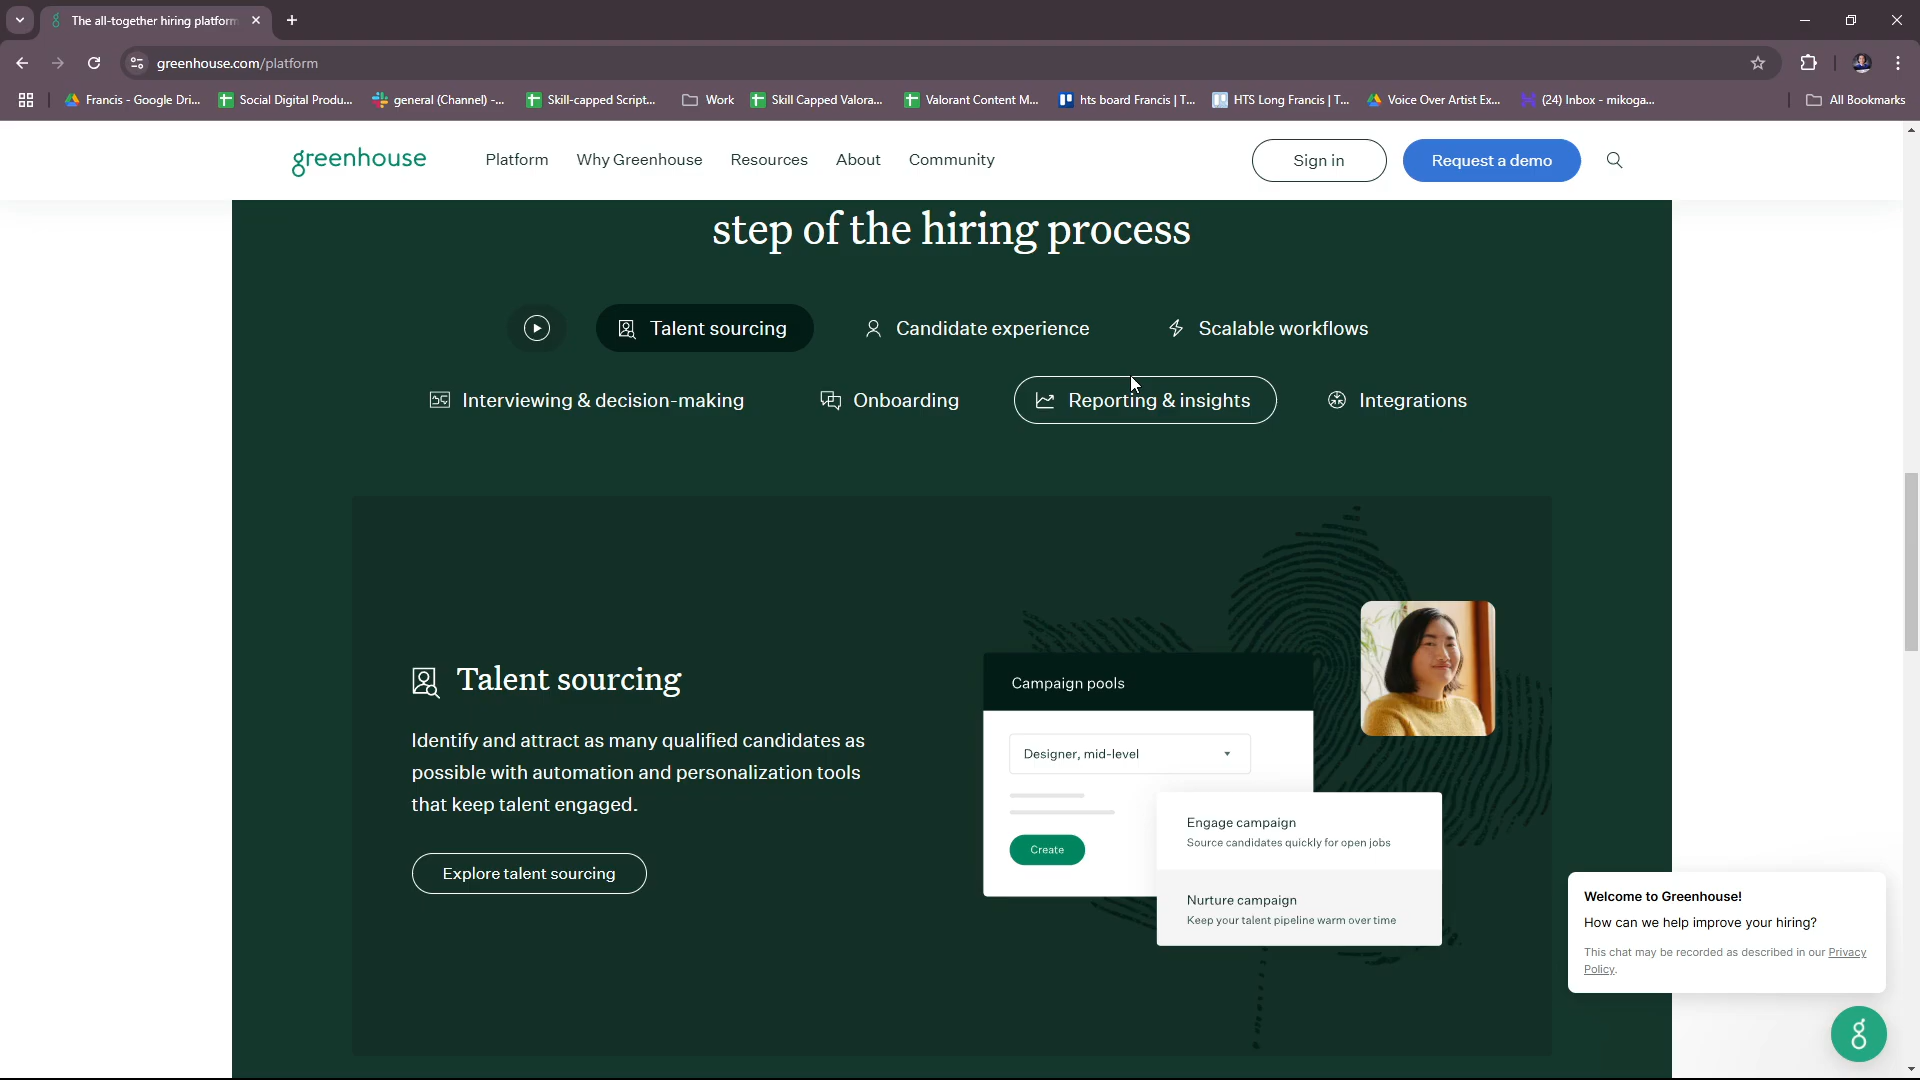 The all-together hiring platform
greenhouse.com/platform
Francis - Google Dri...
Social Digital Produ...
general (Channel) -...
Skill-capped Script...
Work
Skill Capped Valora...
Valorant Content M...
hts board Francis | T...
HTS Long Francis | T...
Voice Over Artist Ex...
(24) Inbox - mikoga...
All Bookmarks
greenhouse
Platform
Why Greenhouse
Resources
About
Community
Sign in
Request a demo
step of the hiring process
Talent sourcing
Candidate experience
Scalable workflows
Interviewing & decision-making
Onboarding
Reporting & insights
Integrations
Talent sourcing
Identify and attract as many qualified candidates as
possible with automation and personalization tools
that keep talent engaged.
Explore talent sourcing
Campaign pools
Designer, mid-level
Create
Engage campaign
Source candidates quickly for open jobs
Nurture campaign
Keep your talent pipeline warm over time
Welcome to Greenhouse!
How can we help improve your hiring?
This chat may be recorded as described in our Privacy
Policy.